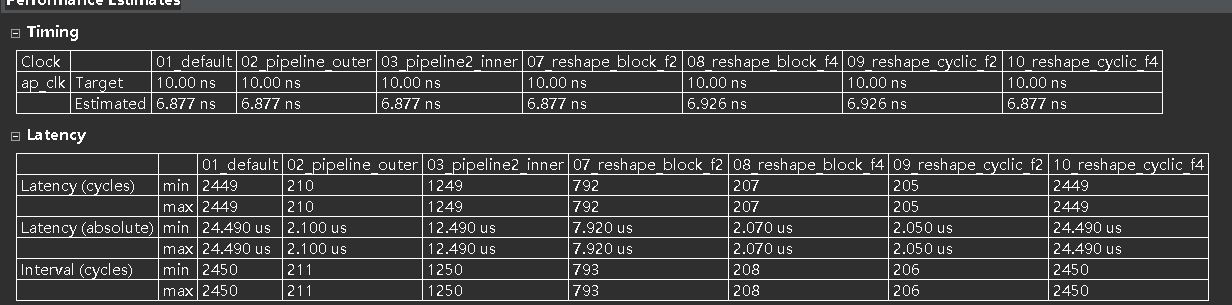 Performance Estimates
Timing
Clock 01_default 02_pipeline_outer 03_pipeline2_inner 07_reshape_block_f2 08_reshape_block_f4 09_reshape_cyclic_f2 10_reshape_cyclic_f4
ap_clk Target 10.00 ns 10.00 ns 10.00 ns 10.00 ns 10.00 ns 10.00 ns 10.00 ns
Estimated 6.877 ns 6.877 ns 6.877 ns 6.877 ns 6.926 ns 6.926 ns 6.877 ns
Latency
01_default 02_pipeline_outer 03_pipeline2_inner 07_reshape_block_f2 08_reshape_block_f4 09_reshape_cyclic_f2 10_reshape_cyclic_f4
Latency (cycles) min 2449 210 1249 792 207 205 2449
max 2449 210 1249 792 207 205 2449
Latency (absolute) min 24.490 us 2.100 us 12.490 us 7.920 us 2.070 us 2.050 us 24.490 us
max 24.490 us 2.100 us 12.490 us 7.920 us 2.070 us 2.050 us 24.490 us
Interval (cycles) min 2450 211 1250 793 208 206 2450
max 2450 211 1250 793 208 206 2450